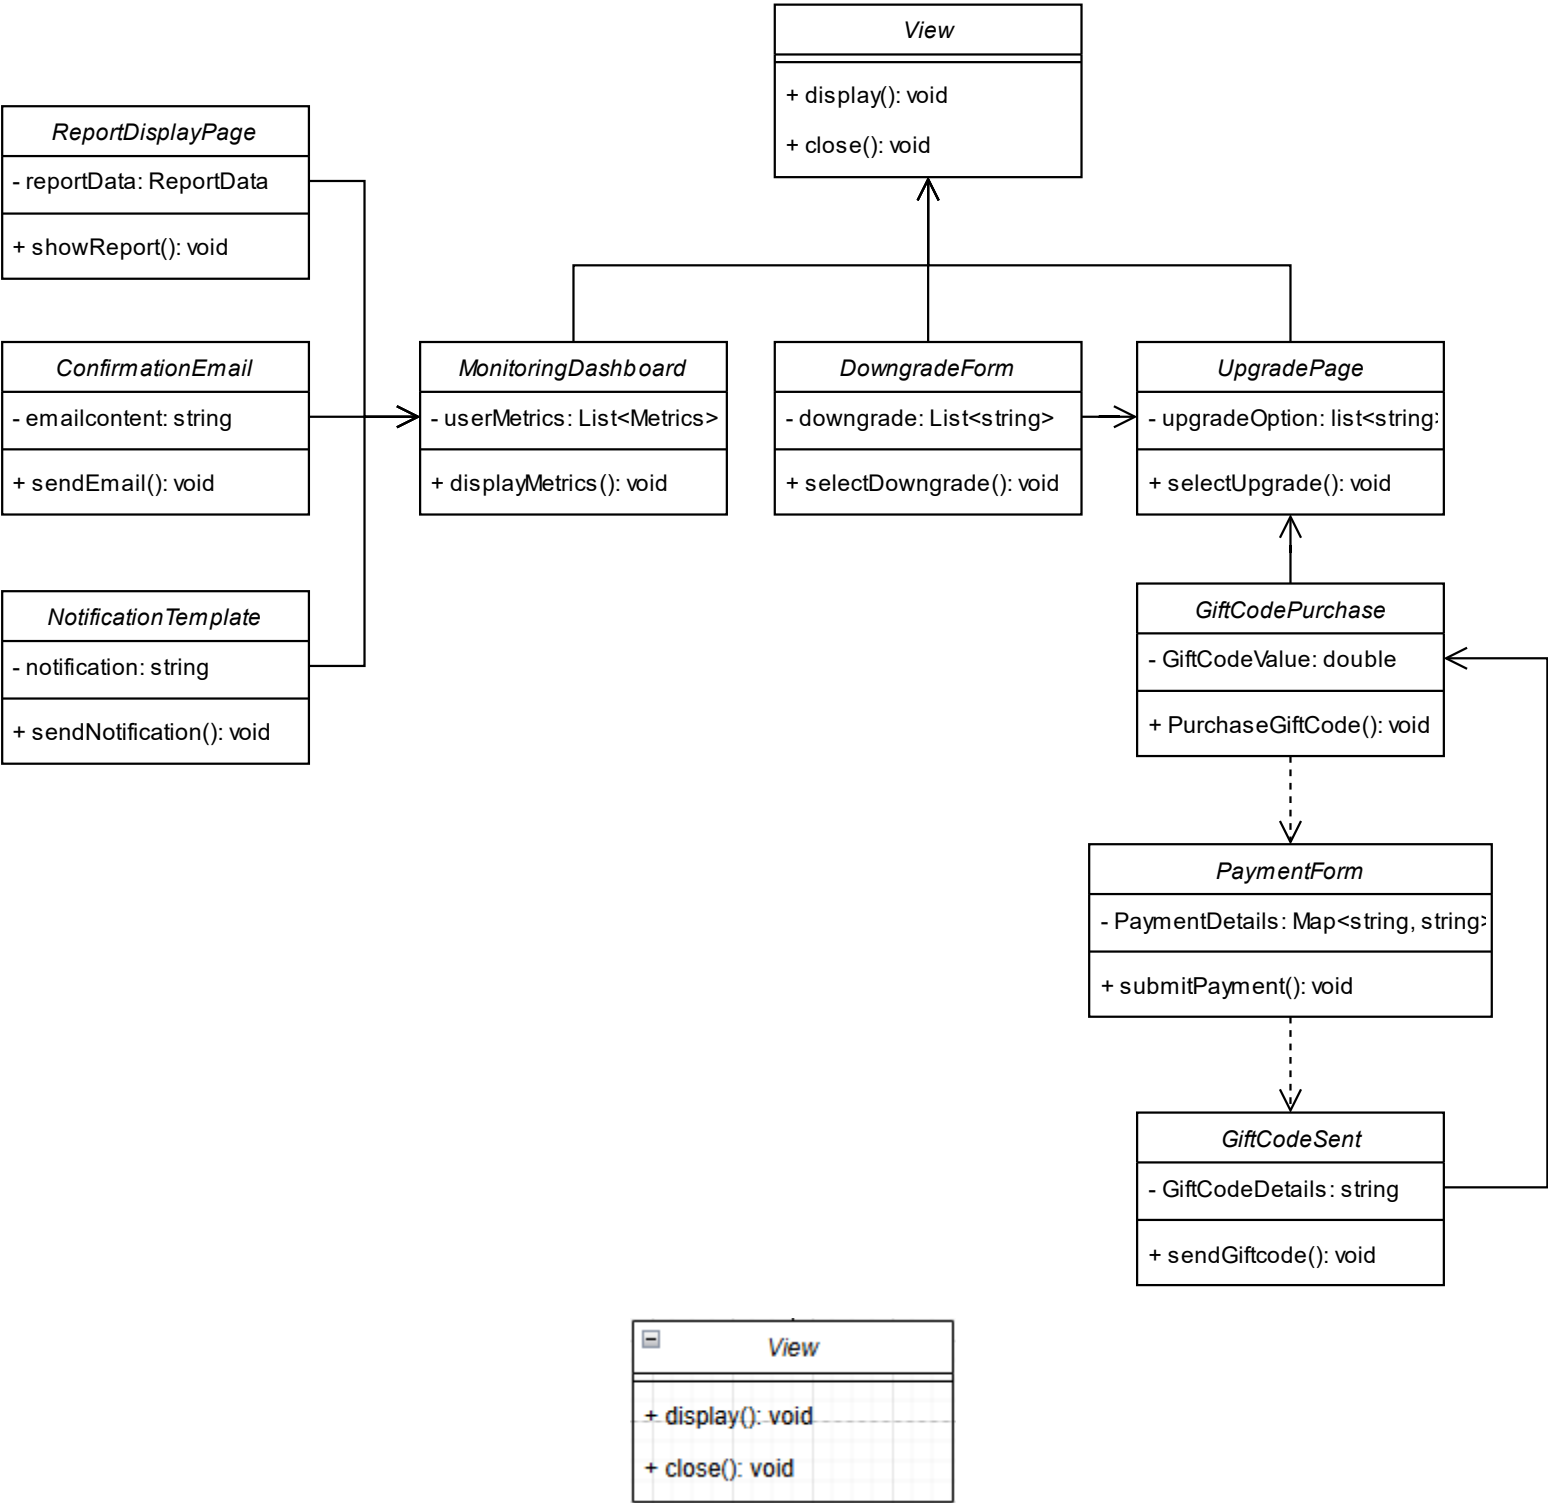 View
+ display(): void
+ close(): void
ReportDisplayPage
- reportData: ReportData
+ showReport(): void
ConfirmationEmail
- emailcontent: string
+ sendEmail(): void
NotificationTemplate
- notification: string
+ sendNotification(): void
MonitoringDashboard
- userMetrics: List<Metrics>
+ displayMetrics(): void
DowngradeForm
- downgrade: List<string>
+ selectDowngrade(): void
UpgradePage
- upgradeOption: list<string>
+ selectUpgrade(): void
GiftCodePurchase
- GiftCodeValue: double
+ PurchaseGiftCode(): void
PaymentForm
- PaymentDetails: Map<string, string>
+ submitPayment(): void
GiftCodeSent
- GiftCodeDetails: string
+ sendGiftcode(): void
View
+ display(): void
+ close(): void